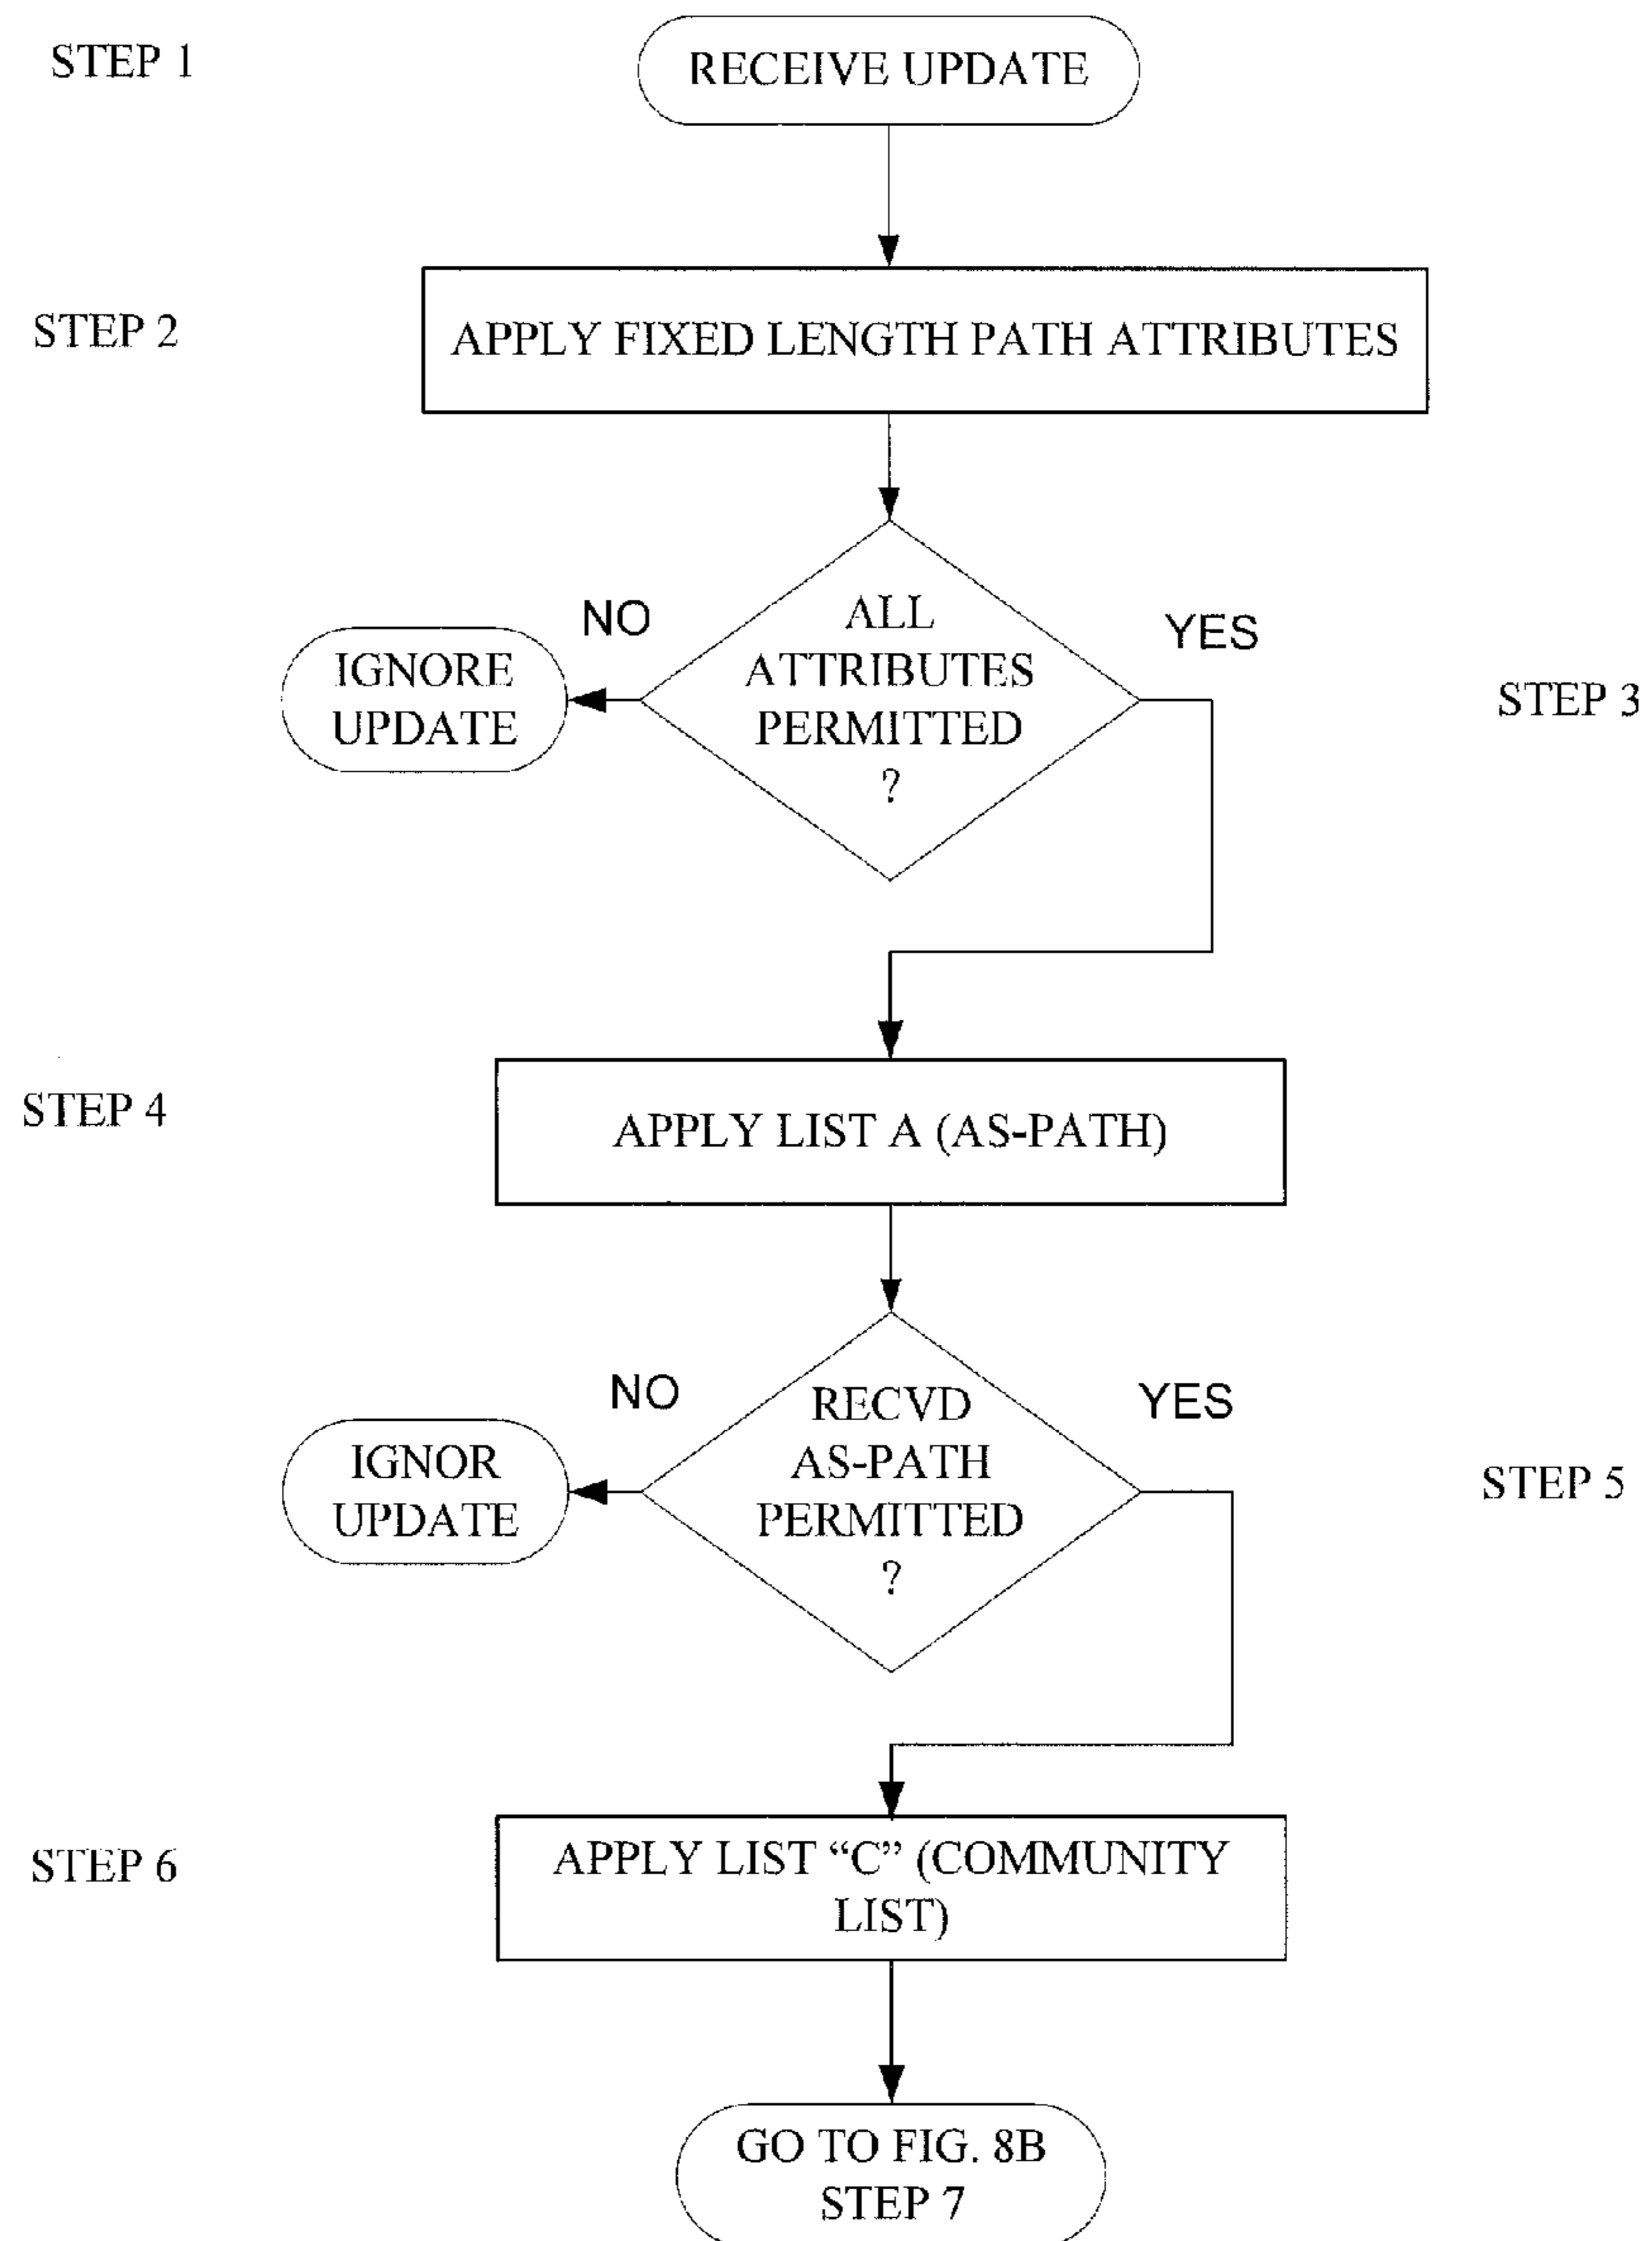 STEP 1
RECEIVE UPDATE
STEP 2
APPLY FIXED LENGTH PATH ATTRIBUTES
NO
ALL
ATTRIBUTES
PERMITTED
?
YES
IGNORE
UPDATE
STEP 3
STEP 4
APPLY LIST A (AS-PATH)
NO
RECVD
AS-PATH
PERMITTED
?
YES
IGNOR
UPDATE
STEP 5
STEP 6
APPLY LIST “C” (COMMUNITY
LIST)
GO TO FIG. 8B
STEP 7